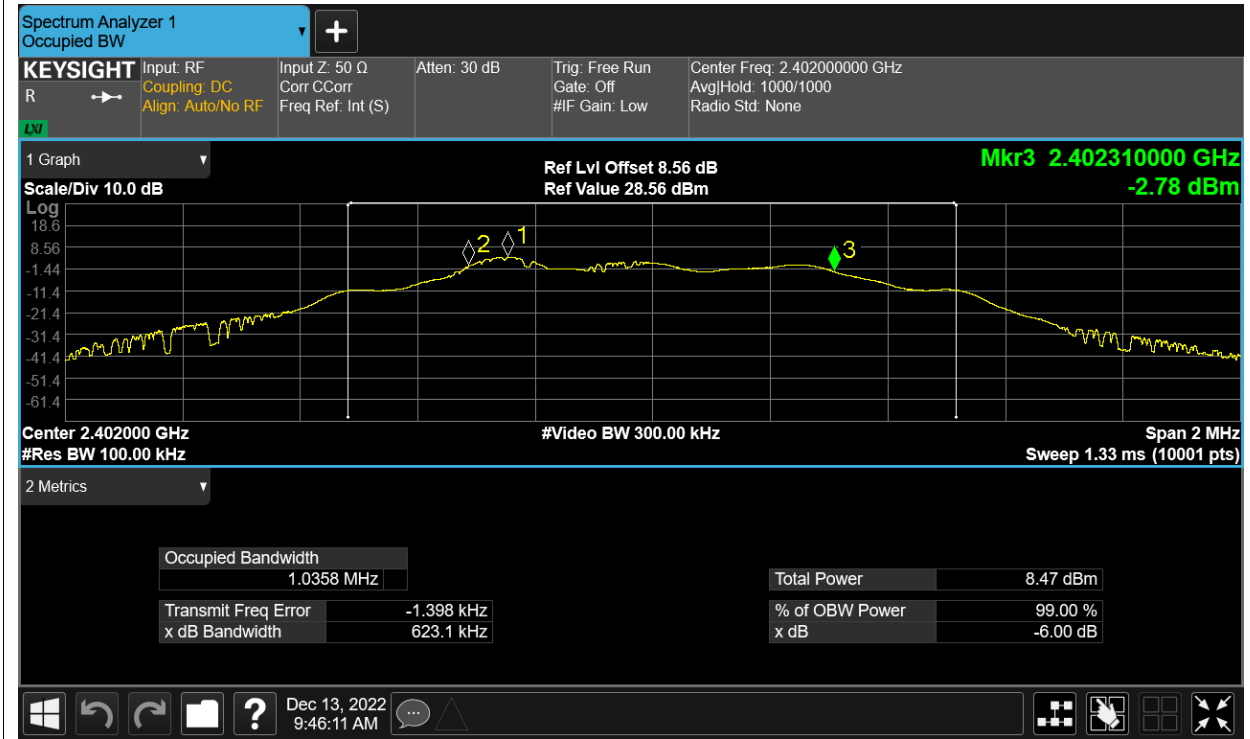 Spectrum Analyzer 1
Occupied BW
KEYSIGHT Input: RF Input Z: 50 Ω Atten: 30 dB Trig: Free Run Center Freq: 2.402000000 GHz
R Coupling: DC Corr CCorr Gate: Off Avg|Hold: 1000/1000
Align: Auto/No RF Freq Ref: Int (S) #IF Gain: Low Radio Std: None
LXI
1 Graph Ref Lvl Offset 8.56 dB Mkr3 2.402310000 GHz
Scale/Div 10.0 dB Ref Value 28.56 dBm -2.78 dBm
Log
18.6
8.56
-1.44
-11.4
-21.4
-31.4
-41.4
-51.4
-61.4
2 1 3
Center 2.402000 GHz #Video BW 300.00 kHz Span 2 MHz
#Res BW 100.00 kHz Sweep 1.33 ms (10001 pts)
2 Metrics
Occupied Bandwidth
1.0358 MHz Total Power 8.47 dBm
Transmit Freq Error -1.398 kHz % of OBW Power 99.00 %
x dB Bandwidth 623.1 kHz x dB -6.00 dB
? Dec 13, 2022
9:46:11 AM